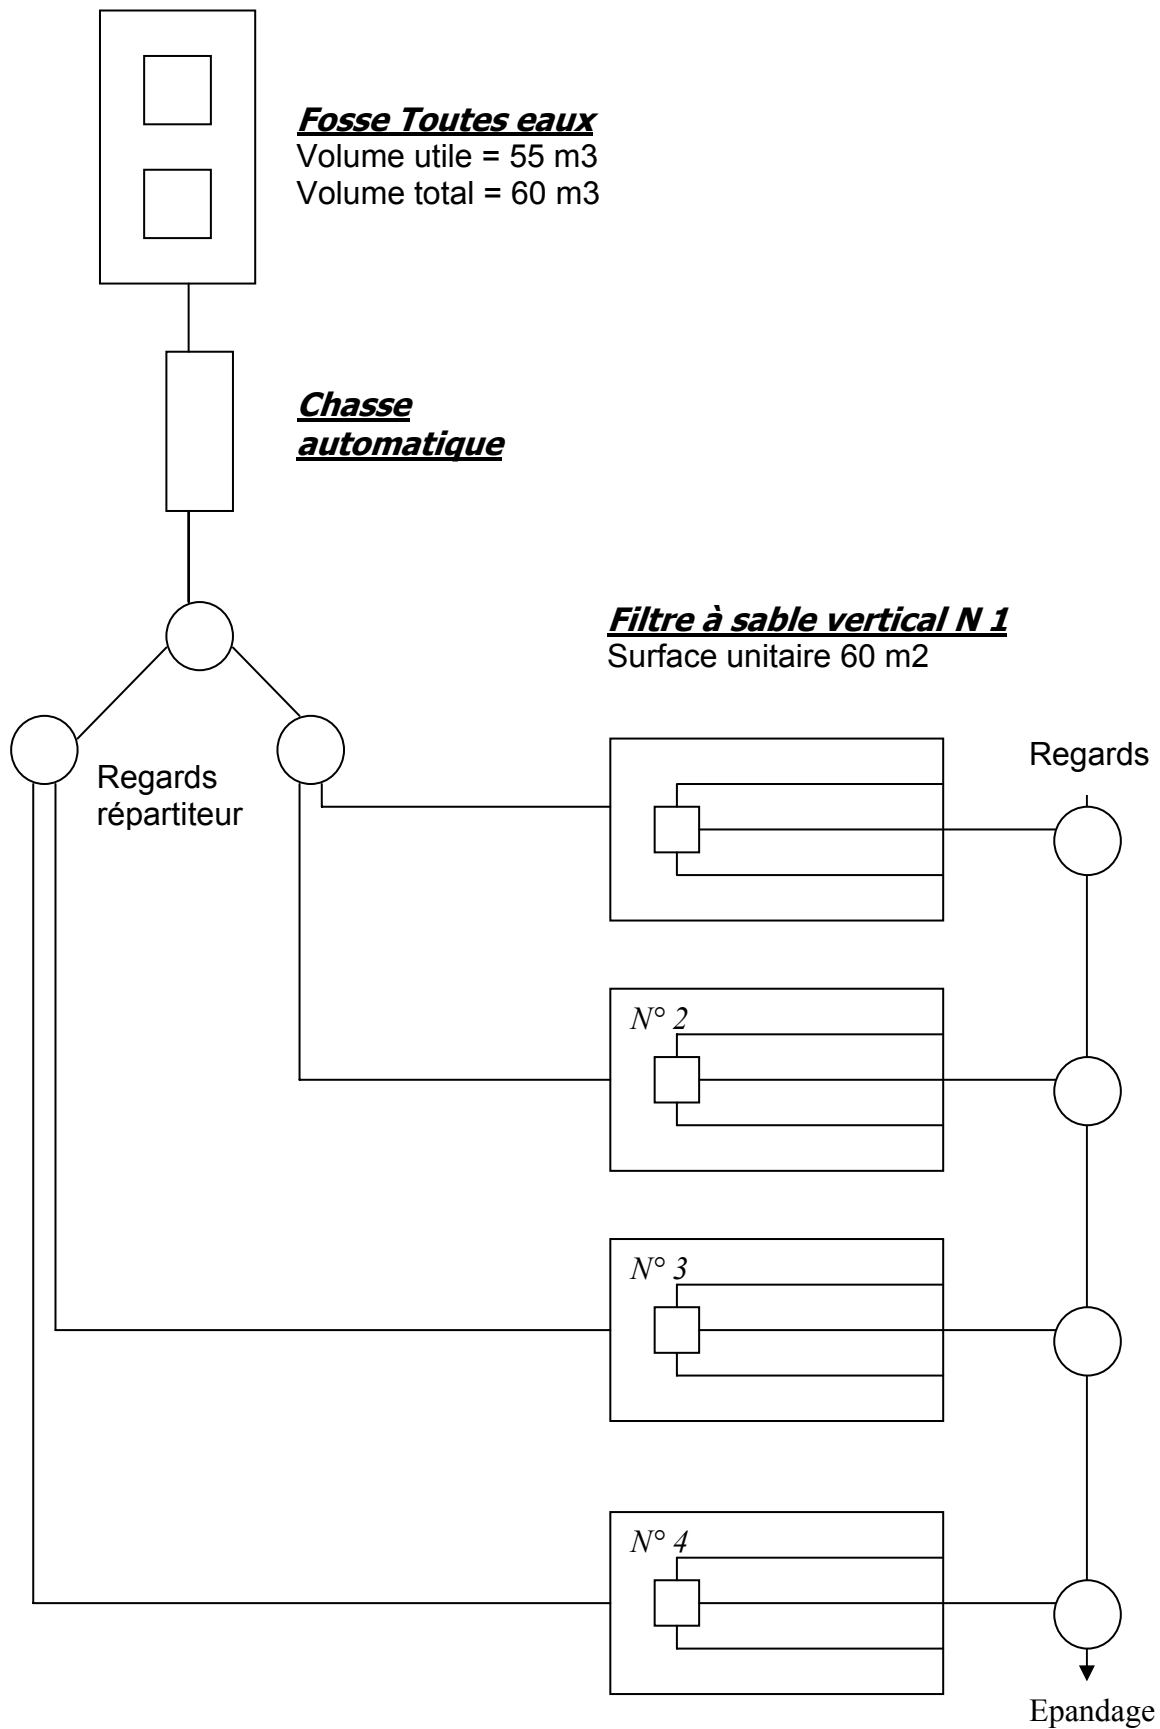 Fosse Toutes eaux
Volume utile = 55 m3
Volume total = 60 m3
Chasse
automatique
Filtre à sable vertical N 1
Surface unitaire 60 m2
Regards
répartiteur
Regards
N° 2
N° 3
N° 4
Epandage